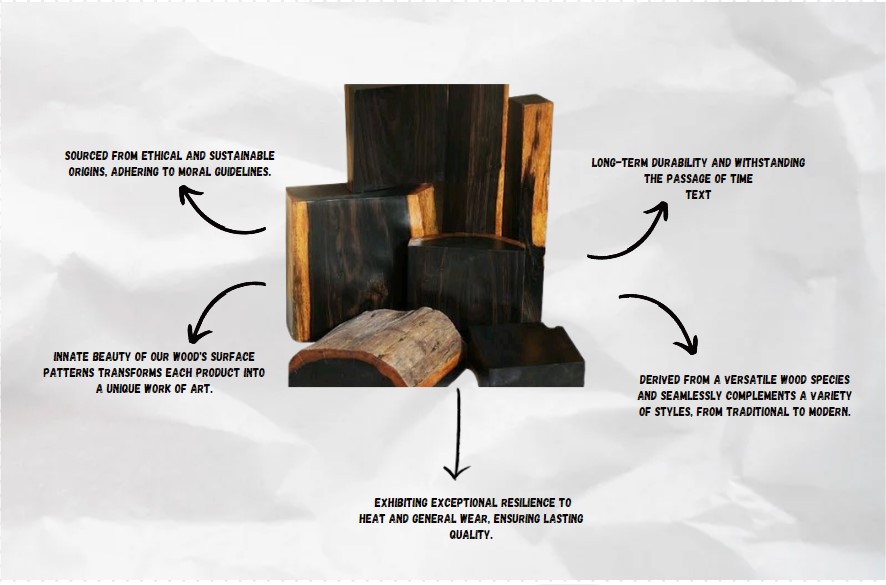 SOURCED FROM ETHICAL AND SUSTAINABLE
ORIGINS, ADHERING TO MORAL GUIDELINES.
LONG-TERM DURABILITY AND WITHSTANDING
THE PASSAGE OF TIME
TEXT
INNATE BEAUTY OF OUR WOOD'S SURFACE
PATTERNS TRANSFORMS EACH PRODUCT INTO
A UNIQUE WORK OF ART.
DERIVED FROM A VERSATILE WOOD SPECIES
AND SEAMLESSLY COMPLEMENTS A VARIETY
OF STYLES, FROM TRADITIONAL TO MODERN.
EXHIBITING EXCEPTIONAL RESILIENCE TO
HEAT AND GENERAL WEAR, ENSURING LASTING
QUALITY.